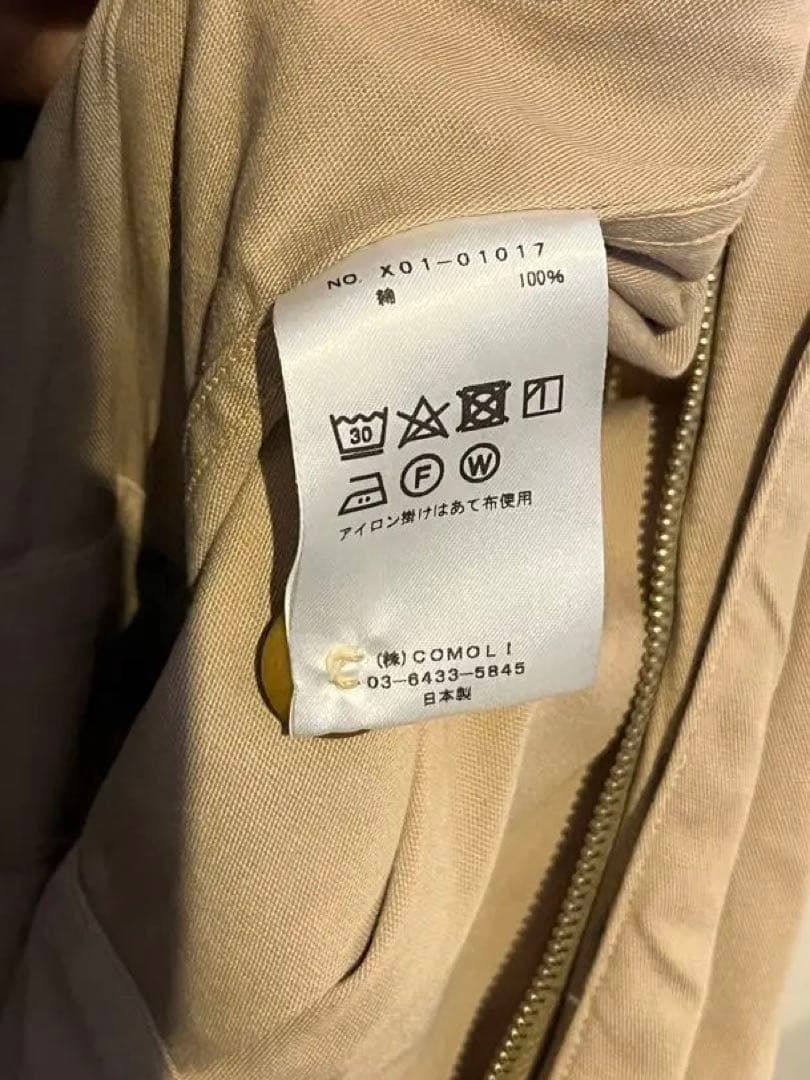 NO. X01-01017
綿 100%
30
F W
アイロン掛けはあて布使用
(株)COMOLI
03-6433-5845
日本製